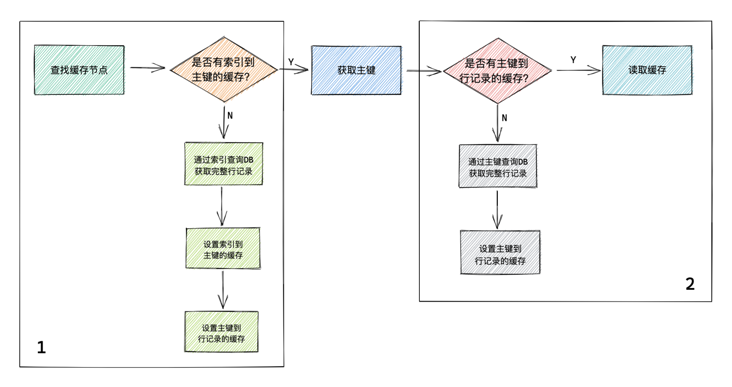 查找缓存节点
是否有索引到
主键的缓存?
Y
获取主键
是否有主键到
行记录的缓存?
Y
读取缓存
N
通过索引查询DB
获取完整行记录
设置索引到
主键的缓存
设置主键到
行记录的缓存
1
N
通过主键查询DB
获取完整行记录
设置主键到
行记录的缓存
2